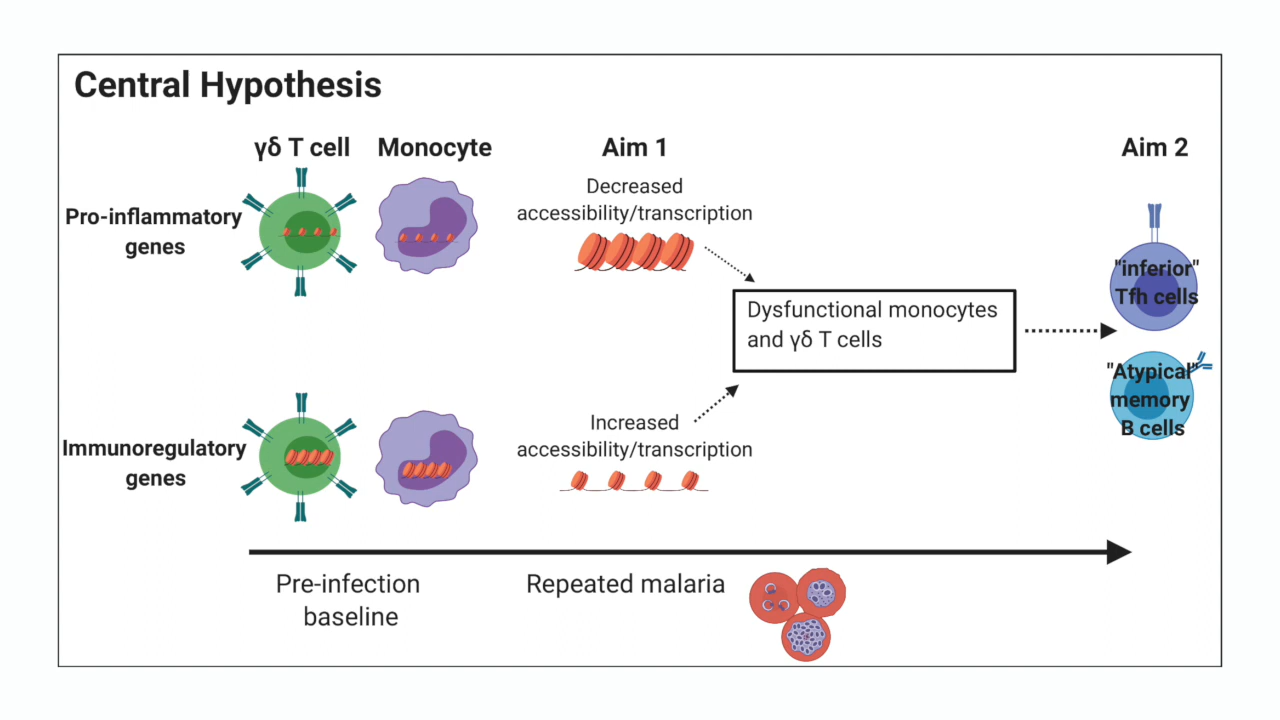 Central Hypothesis
γδ T cell
Monocyte
Aim 1
Aim 2
Pro-inflammatory
genes
Decreased
accessibility/transcription
Dysfunctional monocytes
and γδ T cells
"inferior"
Tfh cells
"Atypical"
memory
B cells
Immunoregulatory
genes
Increased
accessibility/transcription
Pre-infection
baseline
Repeated malaria